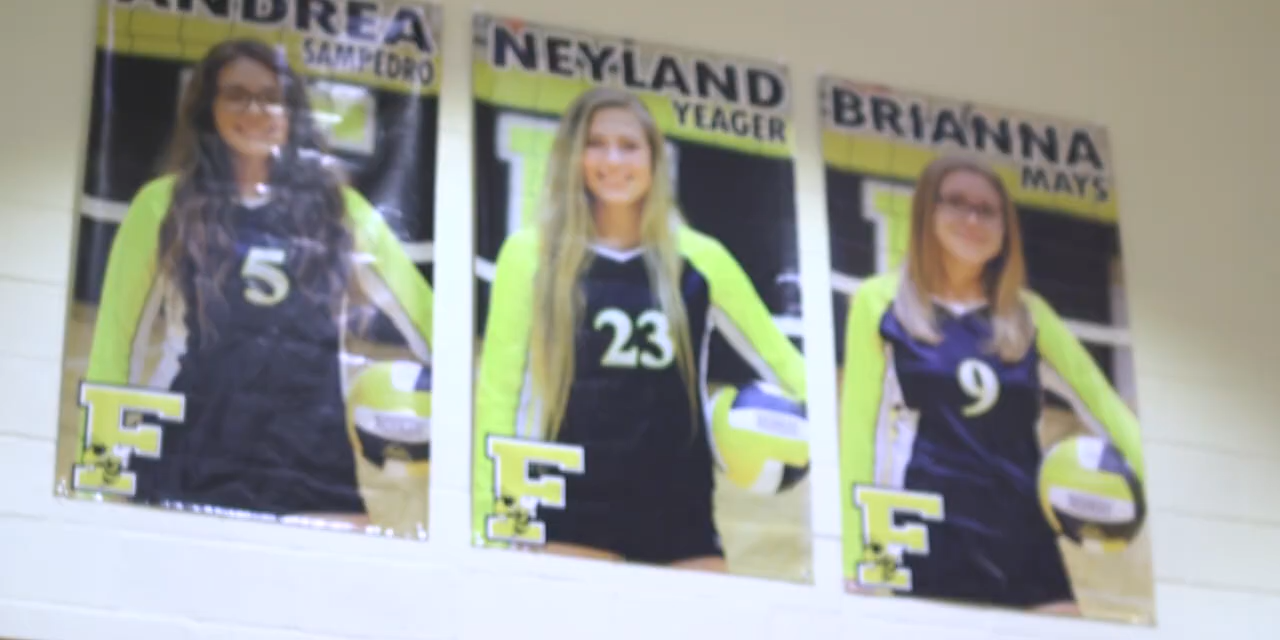 ANDREA
SAMPEDRO
5
F
NEYLAND
YEAGER
23
F
BRIANNA
MAYS
9
F